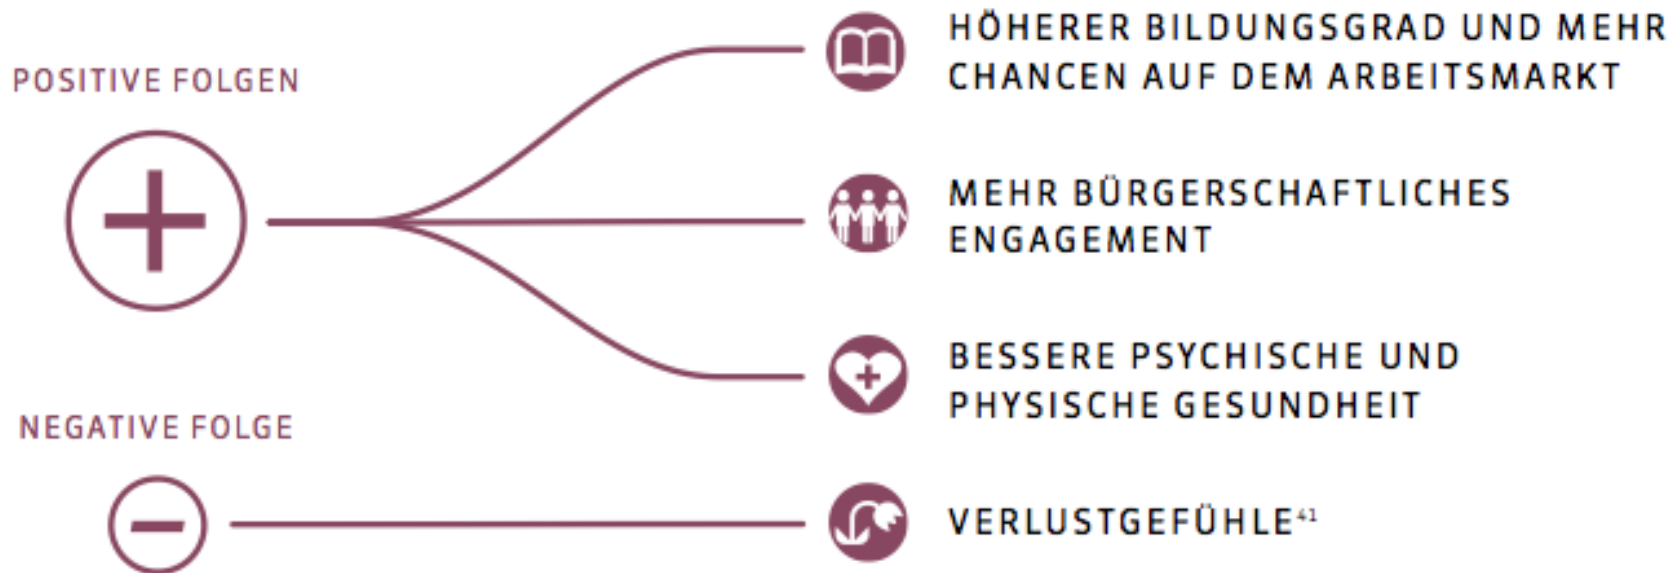 POSITIVE FOLGEN
HÖHERER BILDUNGSGRAD UND MEHR
CHANCEN AUF DEM ARBEITSMARKT
MEHR BÜRGERSCHAFTLICHES
ENGAGEMENT
BESSERE PSYCHISCHE UND
PHYSISCHE GESUNDHEIT
NEGATIVE FOLGE
VERLUSTGEFÜHLE⁴¹